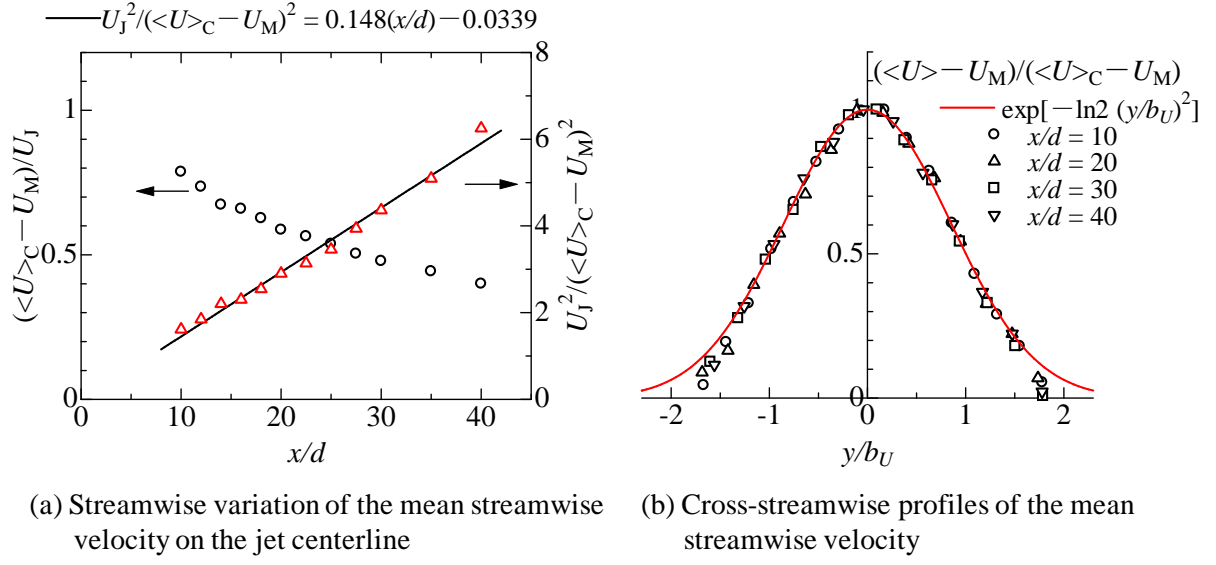 U_J^2/(<U>_C－U_M)^2 = 0.148(x/d)－0.0339
(<U>_C－U_M)/U_J
1
0.5
0
8
6
4
2
0
U_J^2/(<U>_C－U_M)^2
0 10 20 30 40
x/d
(a) Streamwise variation of the mean streamwise
velocity on the jet centerline
(<U>－U_M)/(<U>_C－U_M)
exp[－ln2 (y/b_U)^2]
x/d = 10
x/d = 20
x/d = 30
x/d = 40
1
0.5
0
-2 -1 0 1 2
y/b_U
(b) Cross-streamwise profiles of the mean
streamwise velocity